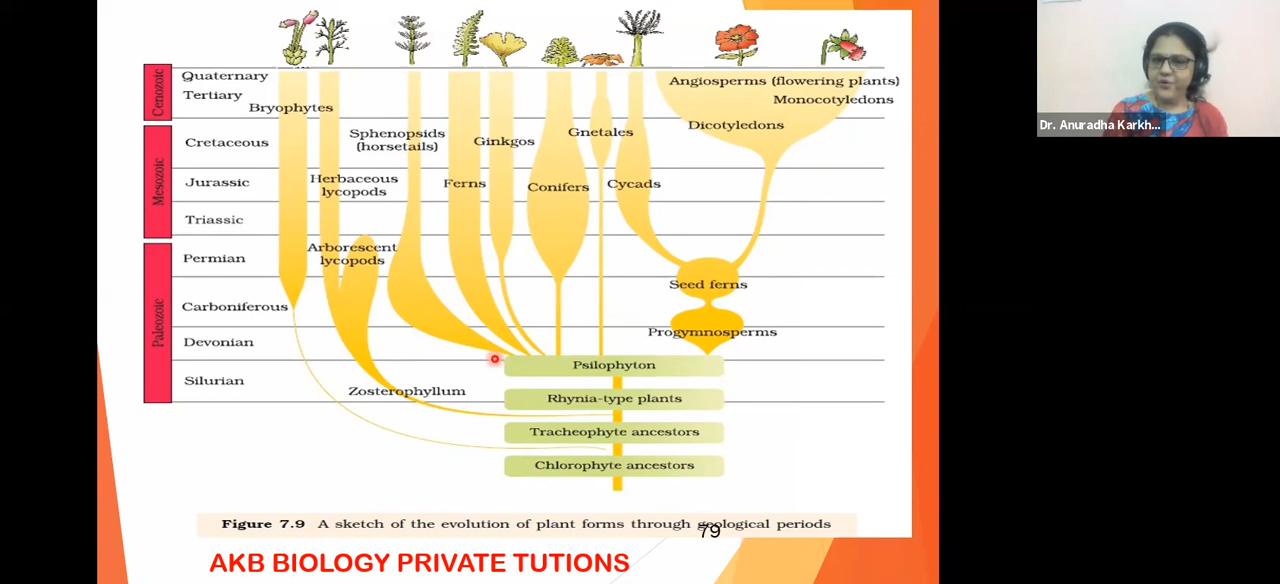 Cenozoic
Quaternary
Tertiary
Bryophytes
Angiosperms (flowering plants)
Monocotyledons
Dicotyledons
Mesozoic
Cretaceous
Sphenopsids
(horsetails)
Ginkgos
Gnetales
Jurassic
Herbaceous
lycopods
Ferns
Conifers
Cycads
Triassic
Paleozoic
Permian
Arborescent
lycopods
Seed ferns
Carboniferous
Progymnosperms
Devonian
Psilophyton
Silurian
Zosterophyllum
Rhynia-type plants
Tracheophyte ancestors
Chlorophyte ancestors
Figure 7.9 A sketch of the evolution of plant forms through geological periods
79
AKB BIOLOGY PRIVATE TUTIONS
Dr. Anuradha Karkh...